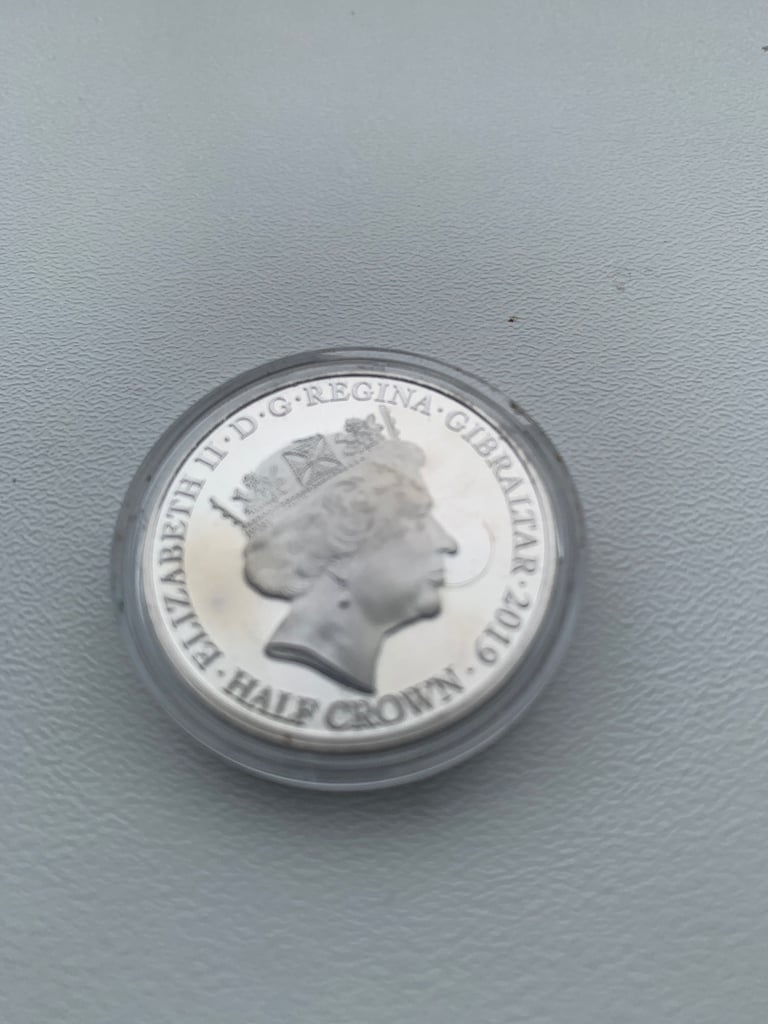 ELIZABETH II·D·G·REGINA·GIBRALTAR·2019
·HALF CROWN·